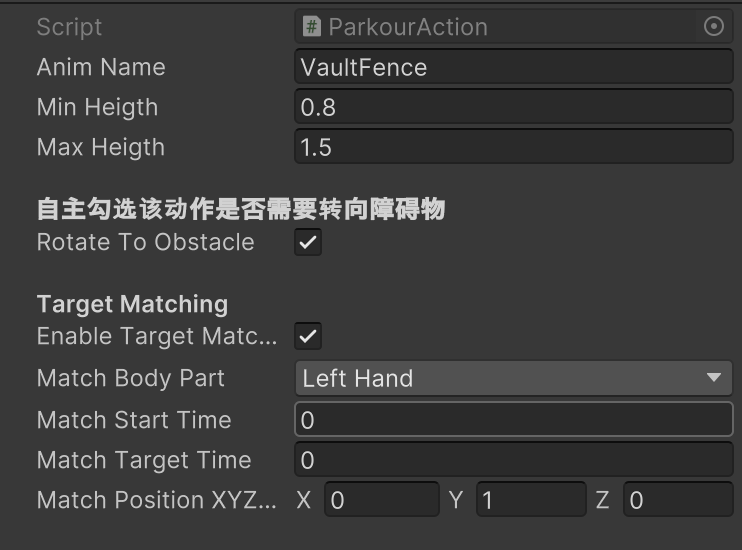 Script # ParkourAction
Anim Name VaultFence
Min Heigth 0.8
Max Heigth 1.5
自主勾选该动作是否需要转向障碍物
Rotate To Obstacle
Target Matching
Enable Target Matc...
Match Body Part Left Hand
Match Start Time 0
Match Target Time 0
Match Position XYZ... X 0 Y 1 Z 0